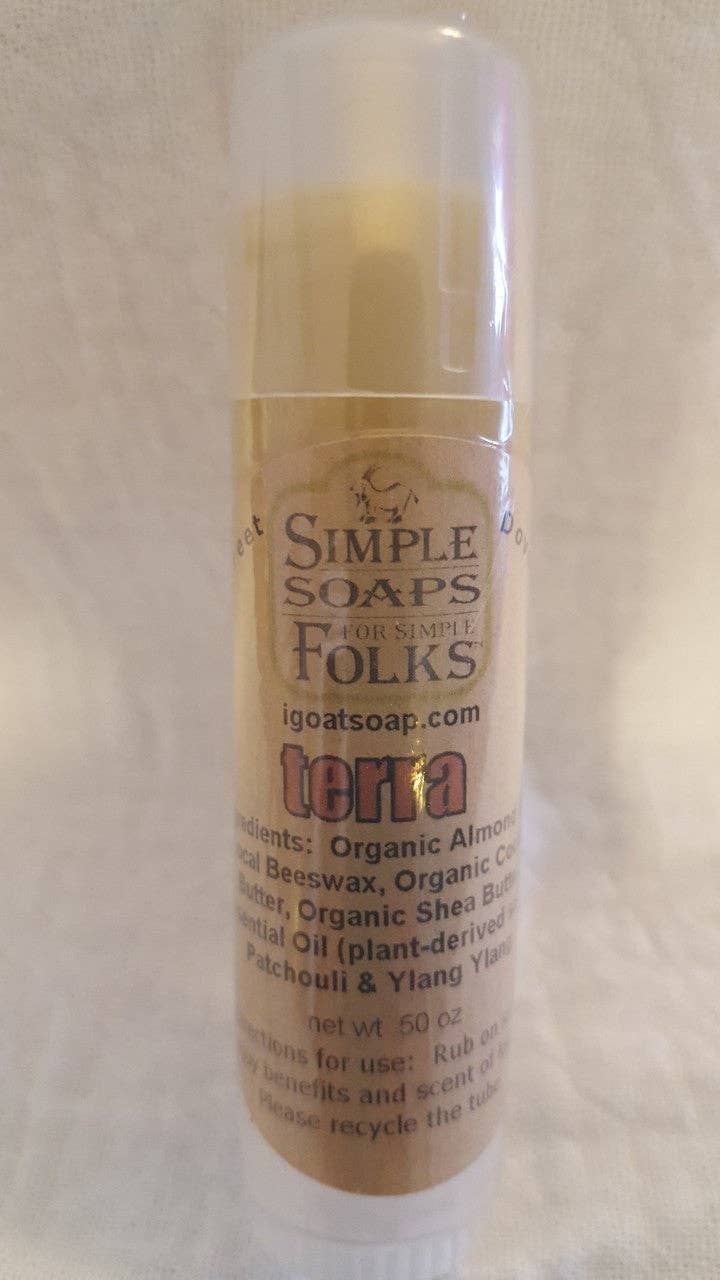 SIMPLE
SOAPS
FOR SIMPLE
FOLKS™
igoatsoap.com
terra
Organic Almond
Beeswax, Organic
Butter, Organic Shea
Oil (plant-derived
Patchouli & Ylang Ylang
net wt .50 oz
for use: Rub on
benefits and scent of
Please recycle the tube